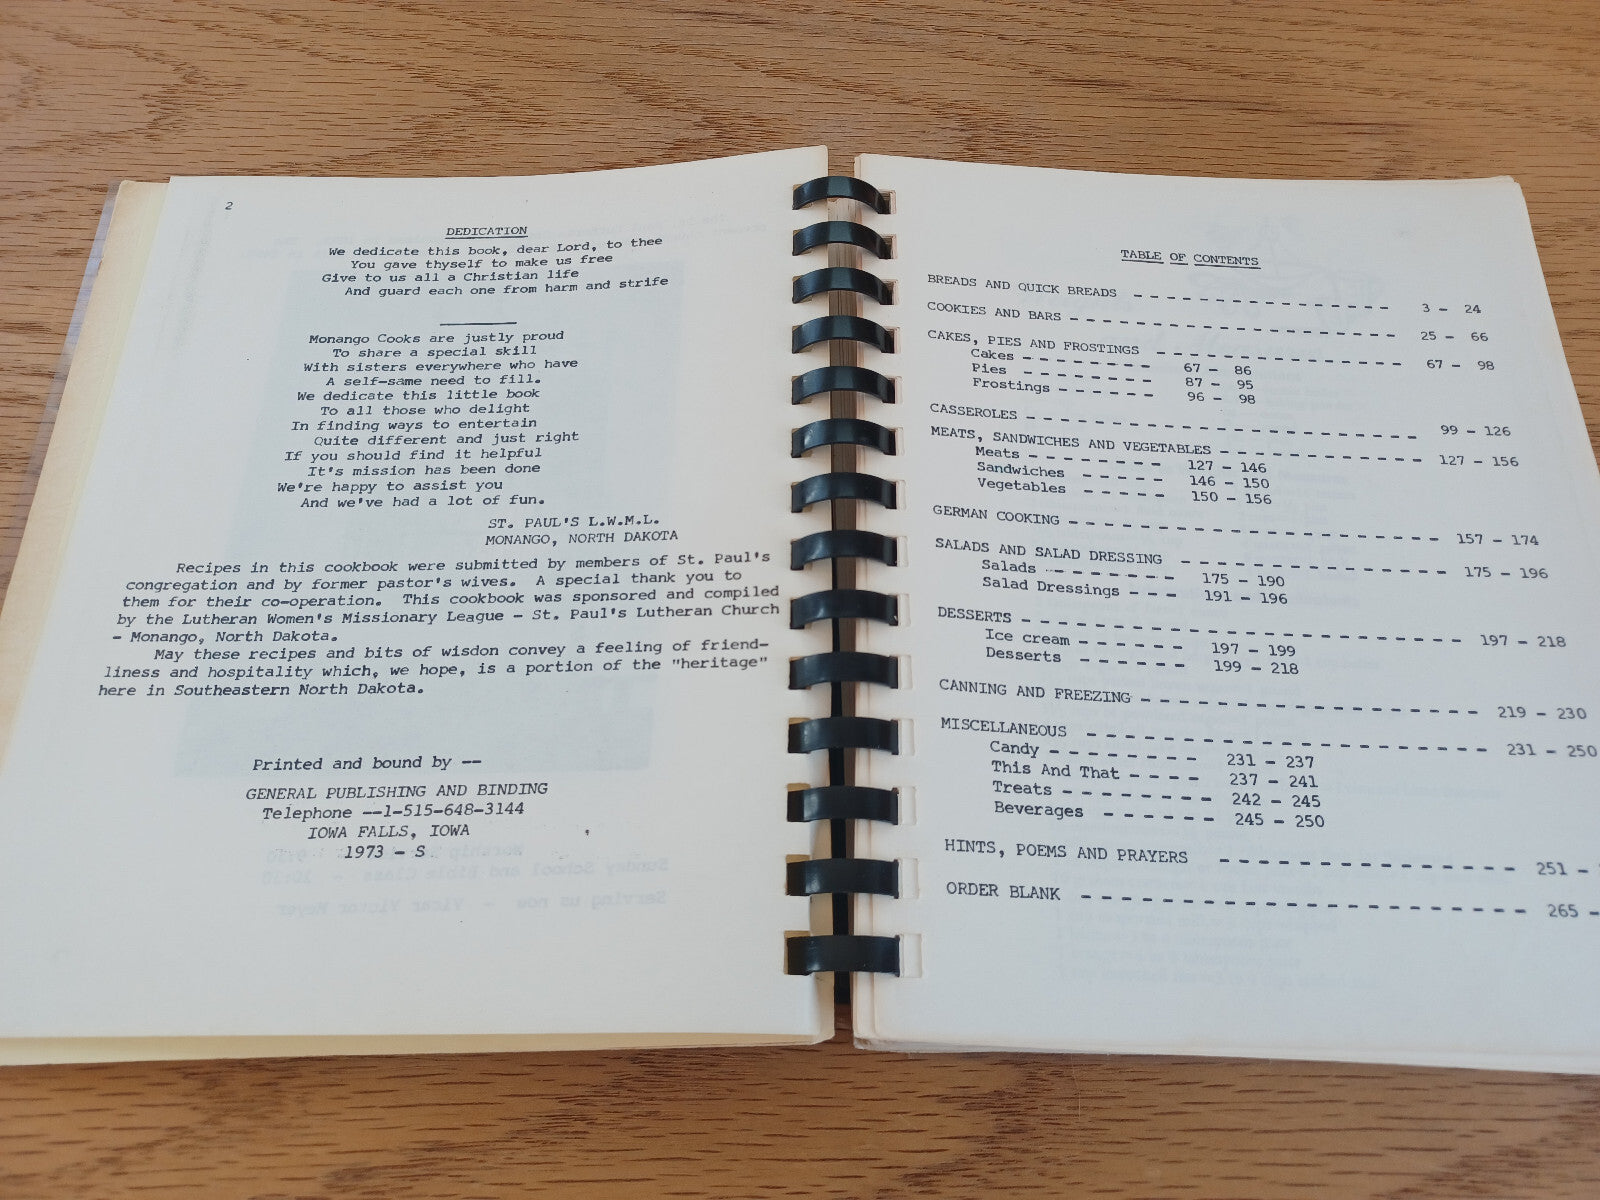 2
DEDICATION
We dedicate this book, dear Lord, to thee
You gave thyself to make us free
Give to us all a Christian life
And guard each one from harm and strife
Monango Cooks are justly proud
To share a special skill
With sisters everywhere who have
A self-same need to fill.
We dedicate this little book
To all those who delight
In finding ways to entertain
Quite different and just right
If you should find it helpful
It's mission has been done
We're happy to assist you
And we've had a lot of fun.
ST. PAUL'S L.W.M.L.
MONANGO, NORTH DAKOTA
Recipes in this cookbook were submitted by members of St. Paul's
congregation and by former pastor's wives. A special thank you to
them for their co-operation. This cookbook was sponsored and compiled
by the Lutheran Women's Missionary League - St. Paul's Lutheran Church
- Monango, North Dakota.
May these recipes and bits of wisdon convey a feeling of friend-
liness and hospitality which, we hope, is a portion of the "heritage"
here in Southeastern North Dakota.
Printed and bound by --
GENERAL PUBLISHING AND BINDING
Telephone --1-515-648-3144
IOWA FALLS, IOWA
1973 - S
TABLE OF CONTENTS
BREADS AND QUICK BREADS - - - - - - - - - - - - - - - - - 3 - 24
COOKIES AND BARS - - - - - - - - - - - - - - - - - - - - - 25 - 66
CAKES, PIES AND FROSTINGS - - - - - - - - - - - - - - - - 67 - 98
Cakes - - - - - - - - 67 - 86
Pies - - - - - - - - 87 - 95
Frostings - - - - - - 96 - 98
CASSEROLES - - - - - - - - - - - - - - - - - - - - - - - - 99 - 126
MEATS, SANDWICHES AND VEGETABLES - - - - - - - - - - - - - 127 - 156
Meats - - - - - - - - 127 - 146
Sandwiches - - - - - 146 - 150
Vegetables - - - - - 150 - 156
GERMAN COOKING - - - - - - - - - - - - - - - - - - - - - - 157 - 174
SALADS AND SALAD DRESSING - - - - - - - - - - - - - - - - 175 - 196
Salads - - - - - - - 175 - 190
Salad Dressings - - - 191 - 196
DESSERTS - - - - - - - - - - - - - - - - - - - - - - - - - 197 - 218
Ice cream - - - - - - 197 - 199
Desserts - - - - - - 199 - 218
CANNING AND FREEZING - - - - - - - - - - - - - - - - - - - 219 - 230
MISCELLANEOUS - - - - - - - - - - - - - - - - - - - - - - 231 - 250
Candy - - - - - - - - 231 - 237
This And That - - - - 237 - 241
Treats - - - - - - - - 242 - 245
Beverages - - - - - - 245 - 250
HINTS, POEMS AND PRAYERS - - - - - - - - - - - - - - - - - 251 -
ORDER BLANK - - - - - - - - - - - - - - - - - - - - - - - 265 -